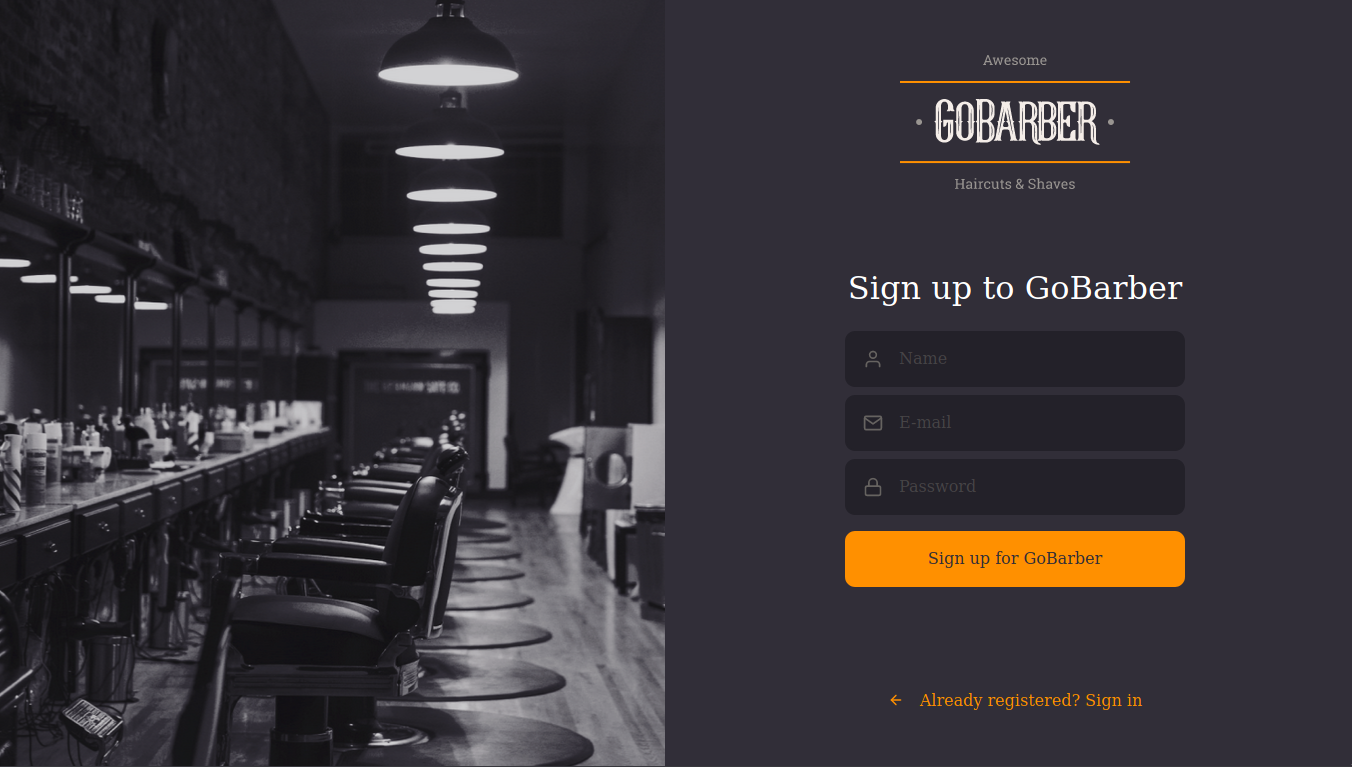 Awesome
GOBARBER
Haircuts & Shaves
Sign up to GoBarber
Name
E-mail
Password
Sign up for GoBarber
Already registered? Sign in